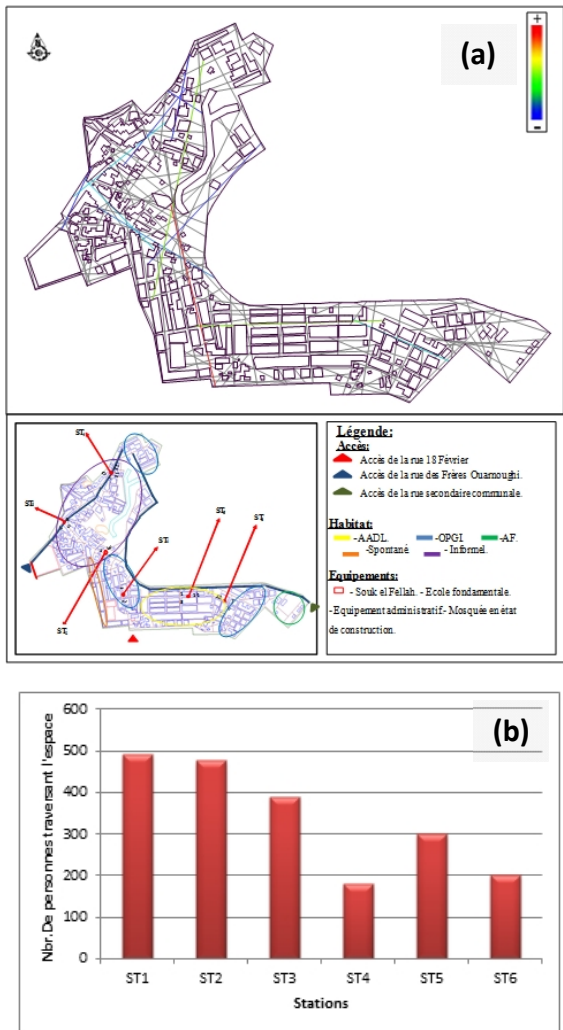 (a)
+
-
Légende:
Accès:
Accès de la rue 18 Février
Accès de la rue des Frères Ouarnoughi.
Accès de la rue secondaire communale.
Habitat:
-AADL. -OPGI -AF.
-Spontané - Informel.
Equipements:
- Souk el Fellah. - Ecole fondamentale.
-Equipement administratif.- Mosquée en état
de construction.
(b)
Nbr.De personnes traversant l'espace
600
500
400
300
200
100
0
ST1 ST2 ST3 ST4 ST5 ST6
Stations